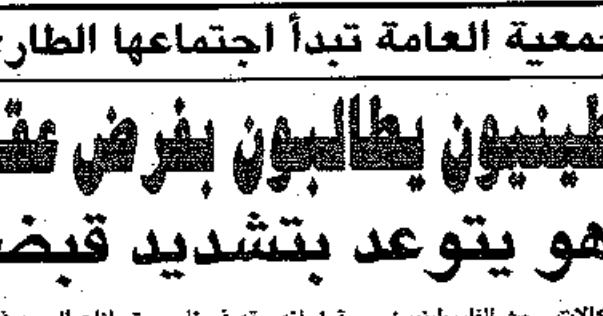 جمعية العامة تبدأ اجتماعها الطار
طينيون يطالبون بفرض عق
هو يتوعد بتشديد قبض